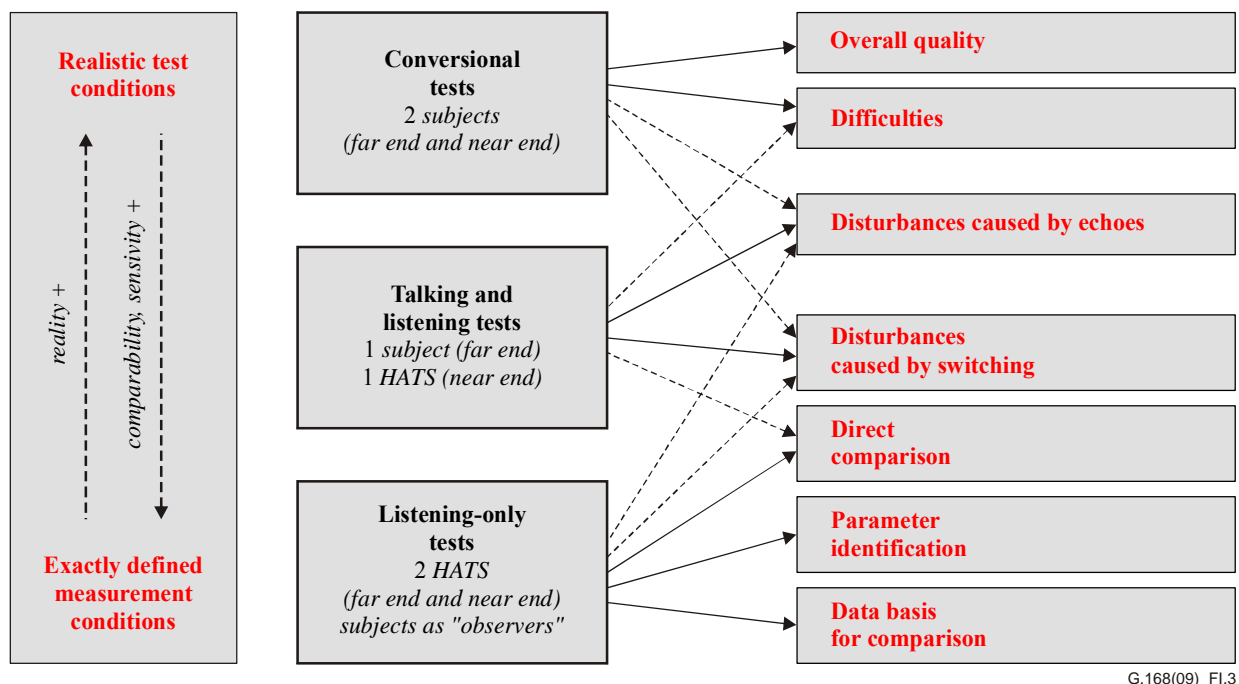 Realistic test
conditions
reality +
comparability, sensivity +
Exactly defined
measurement
conditions
Conversional
tests
2 subjects
(far end and near end)
Talking and
listening tests
1 subject (far end)
1 HATS (near end)
Listening-only
tests
2 HATS
(far end and near end)
subjects as "observers"
Overall quality
Difficulties
Disturbances caused by echoes
Disturbances
caused by switching
Direct
comparison
Parameter
identification
Data basis
for comparison
G.168(09)_FI.3